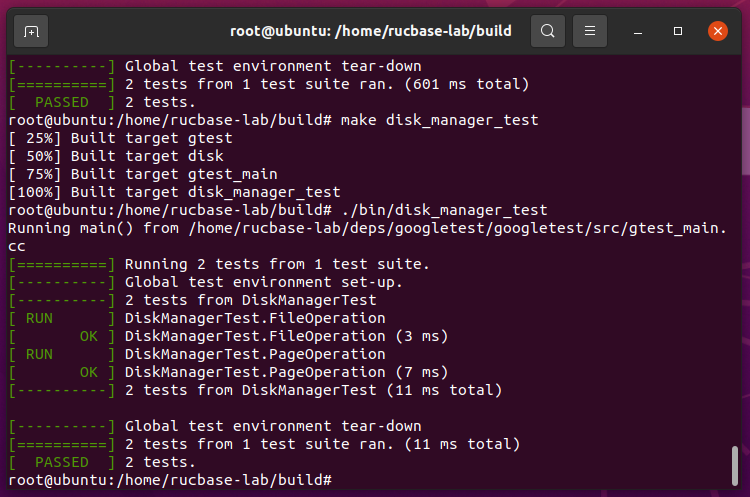 root@ubuntu: /home/rucbase-lab/build
[----------] Global test environment tear-down
[==========] 2 tests from 1 test suite ran. (601 ms total)
[  PASSED  ] 2 tests.
root@ubuntu:/home/rucbase-lab/build# make disk_manager_test
[ 25%] Built target gtest
[ 50%] Built target disk
[ 75%] Built target gtest_main
[100%] Built target disk_manager_test
root@ubuntu:/home/rucbase-lab/build# ./bin/disk_manager_test
Running main() from /home/rucbase-lab/deps/googletest/googletest/src/gtest_main.
cc
[==========] Running 2 tests from 1 test suite.
[----------] Global test environment set-up.
[----------] 2 tests from DiskManagerTest
[ RUN      ] DiskManagerTest.FileOperation
[       OK ] DiskManagerTest.FileOperation (3 ms)
[ RUN      ] DiskManagerTest.PageOperation
[       OK ] DiskManagerTest.PageOperation (7 ms)
[----------] 2 tests from DiskManagerTest (11 ms total)
[----------] Global test environment tear-down
[==========] 2 tests from 1 test suite ran. (11 ms total)
[  PASSED  ] 2 tests.
root@ubuntu:/home/rucbase-lab/build#